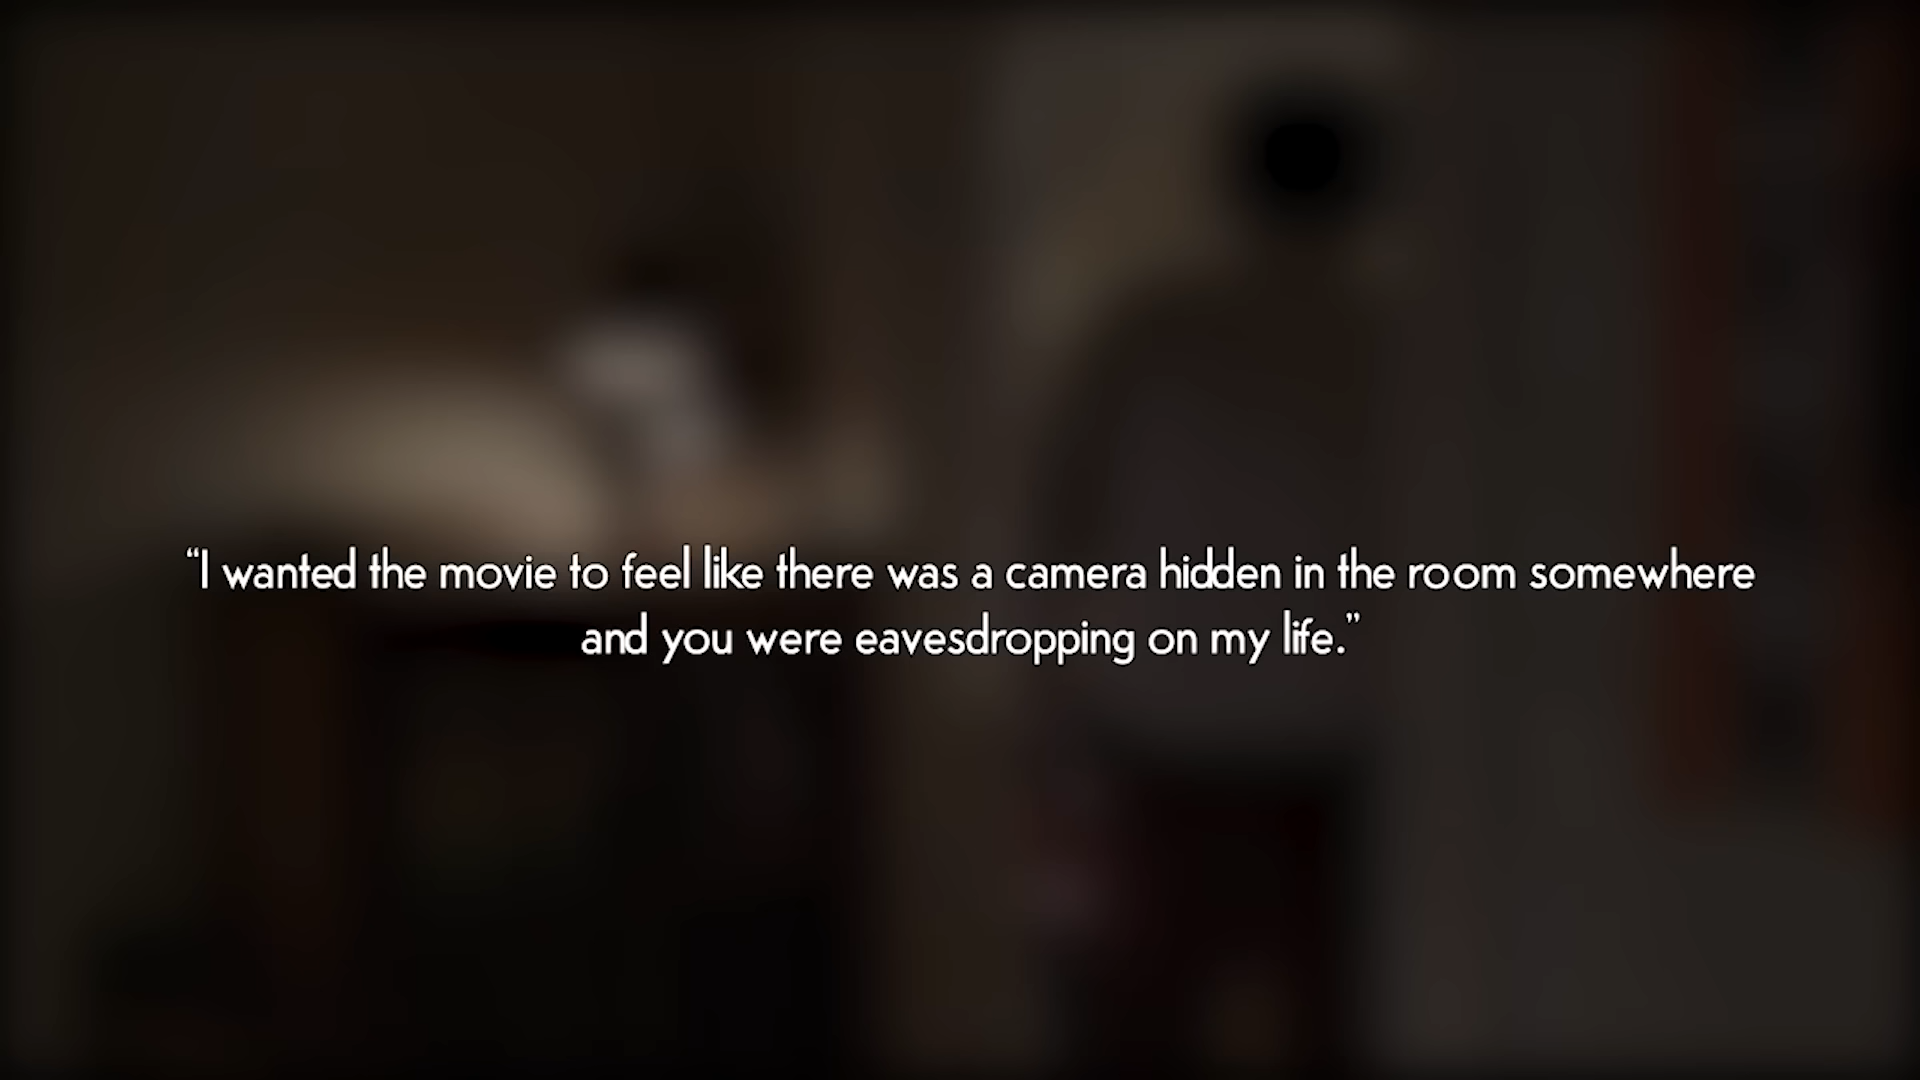 “I wanted the movie to feel like there was a camera hidden in the room somewhere
and you were eavesdropping on my life.”